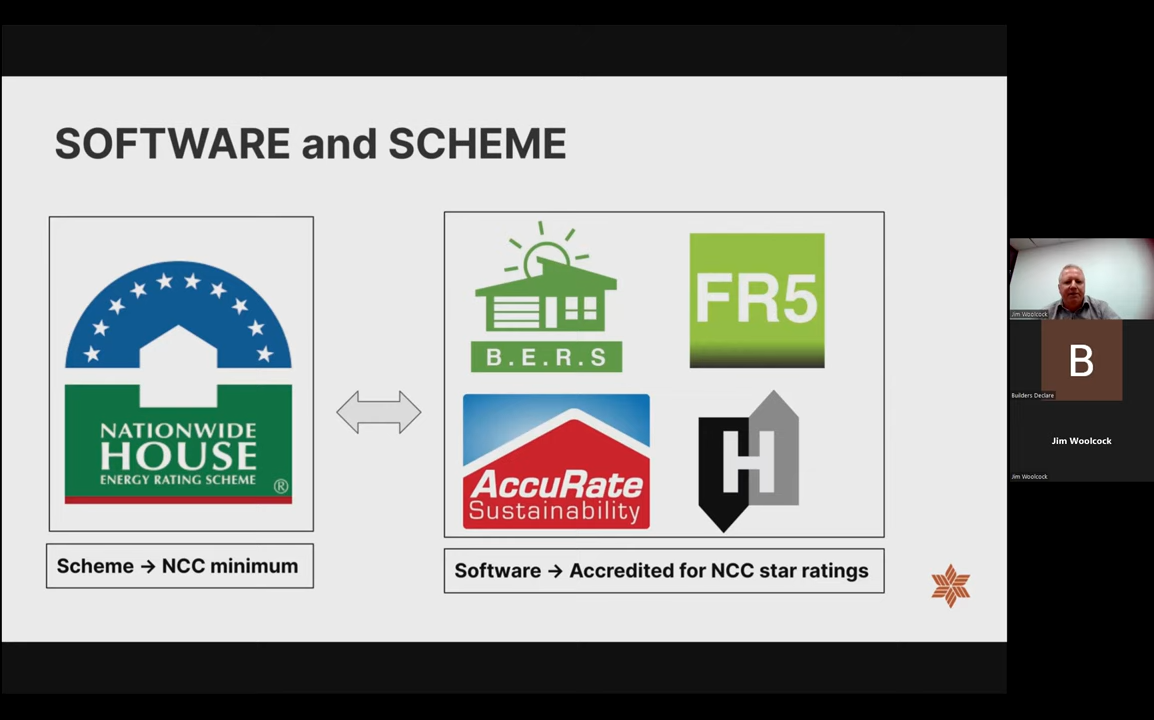 SOFTWARE and SCHEME
NATIONWIDE
HOUSE
ENERGY RATING SCHEME ®
Scheme → NCC minimum
B.E.R.S
FR5
AccuRate
Sustainability
H
Software → Accredited for NCC star ratings
Jim Woolcock
B
Builders Declare
Jim Woolcock
Jim Woolcock